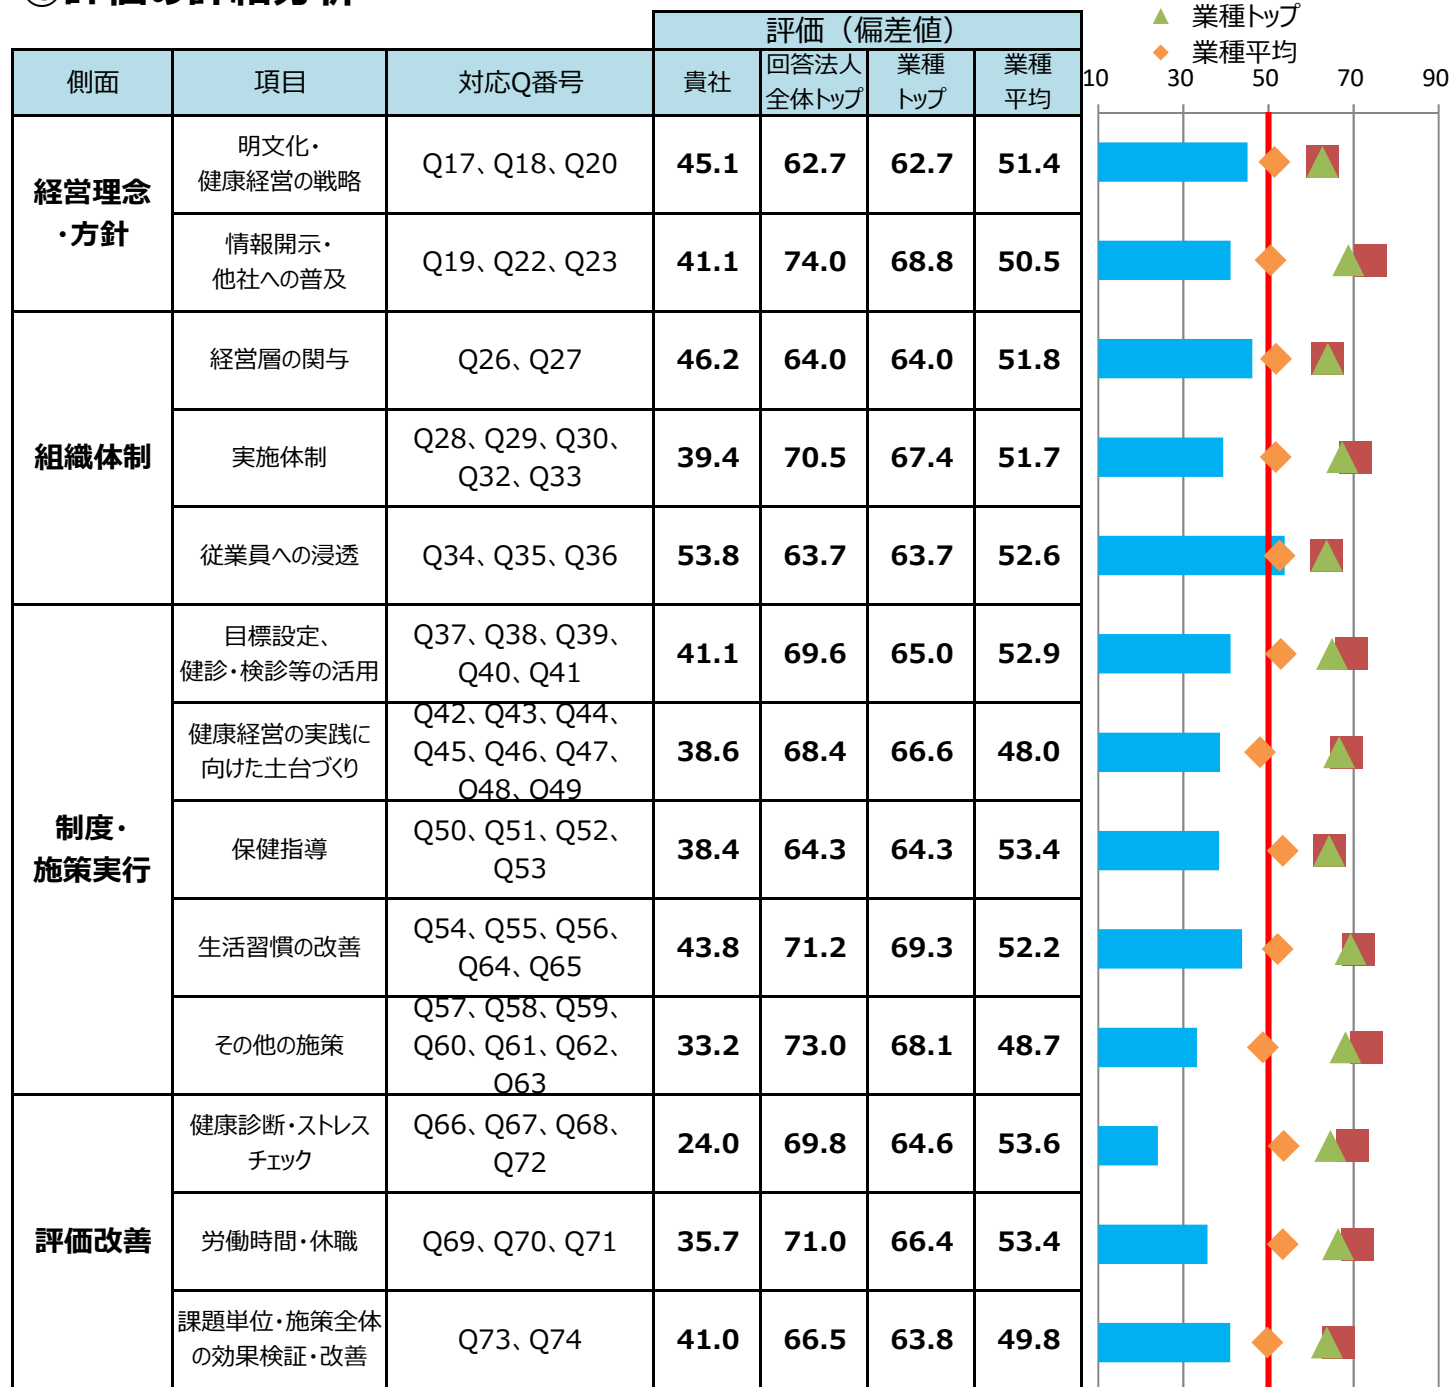 評価（偏差値）
側面 項目 対応Q番号 貴社 回答法人 業種 業種
全体トップ トップ 平均
▲ 業種トップ
◆ 業種平均
10 30 50 70 90
経営理念
・方針
明文化・
健康経営の戦略
Q17、Q18、Q20 45.1 62.7 62.7 51.4
情報開示・
他社への普及
Q19、Q22、Q23 41.1 74.0 68.8 50.5
組織体制
経営層の関与 Q26、Q27 46.2 64.0 64.0 51.8
実施体制
Q28、Q29、Q30、
Q32、Q33
39.4 70.5 67.4 51.7
従業員への浸透 Q34、Q35、Q36 53.8 63.7 63.7 52.6
制度・
施策実行
目標設定、
健診・検診等の活用
Q37、Q38、Q39、
Q40、Q41
41.1 69.6 65.0 52.9
健康経営の実践に
向けた土台づくり
Q42、Q43、Q44、
Q45、Q46、Q47、
Q48、Q49
38.6 68.4 66.6 48.0
保健指導
Q50、Q51、Q52、
Q53
38.4 64.3 64.3 53.4
生活習慣の改善
Q54、Q55、Q56、
Q64、Q65
43.8 71.2 69.3 52.2
その他の施策
Q57、Q58、Q59、
Q60、Q61、Q62、
Q63
33.2 73.0 68.1 48.7
評価改善
健康診断・ストレス
チェック
Q66、Q67、Q68、
Q72
24.0 69.8 64.6 53.6
労働時間・休職 Q69、Q70、Q71 35.7 71.0 66.4 53.4
課題単位・施策全体
の効果検証・改善
Q73、Q74 41.0 66.5 63.8 49.8